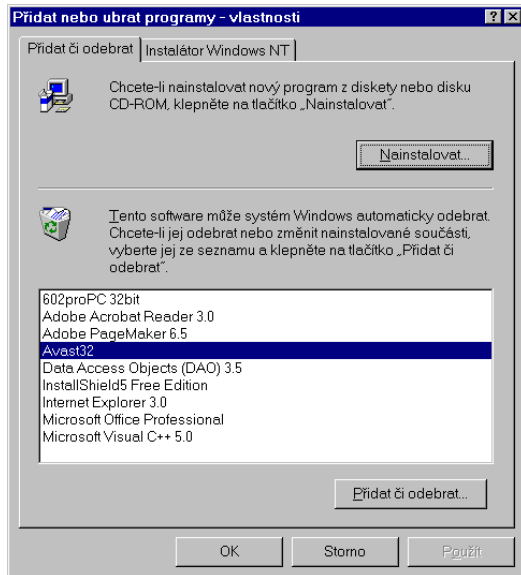 Přidat nebo ubrat programy - vlastnosti
Přidat či odebrat
Instalátor Windows NT
Chcete-li nainstalovat nový program z diskety nebo disku
CD-ROM, klepněte na tlačítko „Nainstalovat”.
Nainstalovat...
Tento software může systém Windows automaticky odebrat.
Chcete-li jej odebrat nebo změnit nainstalované součásti,
vyberte jej ze seznamu a klepněte na tlačítko „Přidat či
odebrat”.
602proPC 32bit
Adobe Acrobat Reader 3.0
Adobe PageMaker 6.5
Avast32
Data Access Objects (DAO) 3.5
InstallShield5 Free Edition
Internet Explorer 3.0
Microsoft Office Professional
Microsoft Visual C++ 5.0
Přidat či odebrat...
OK
Storno
Použít